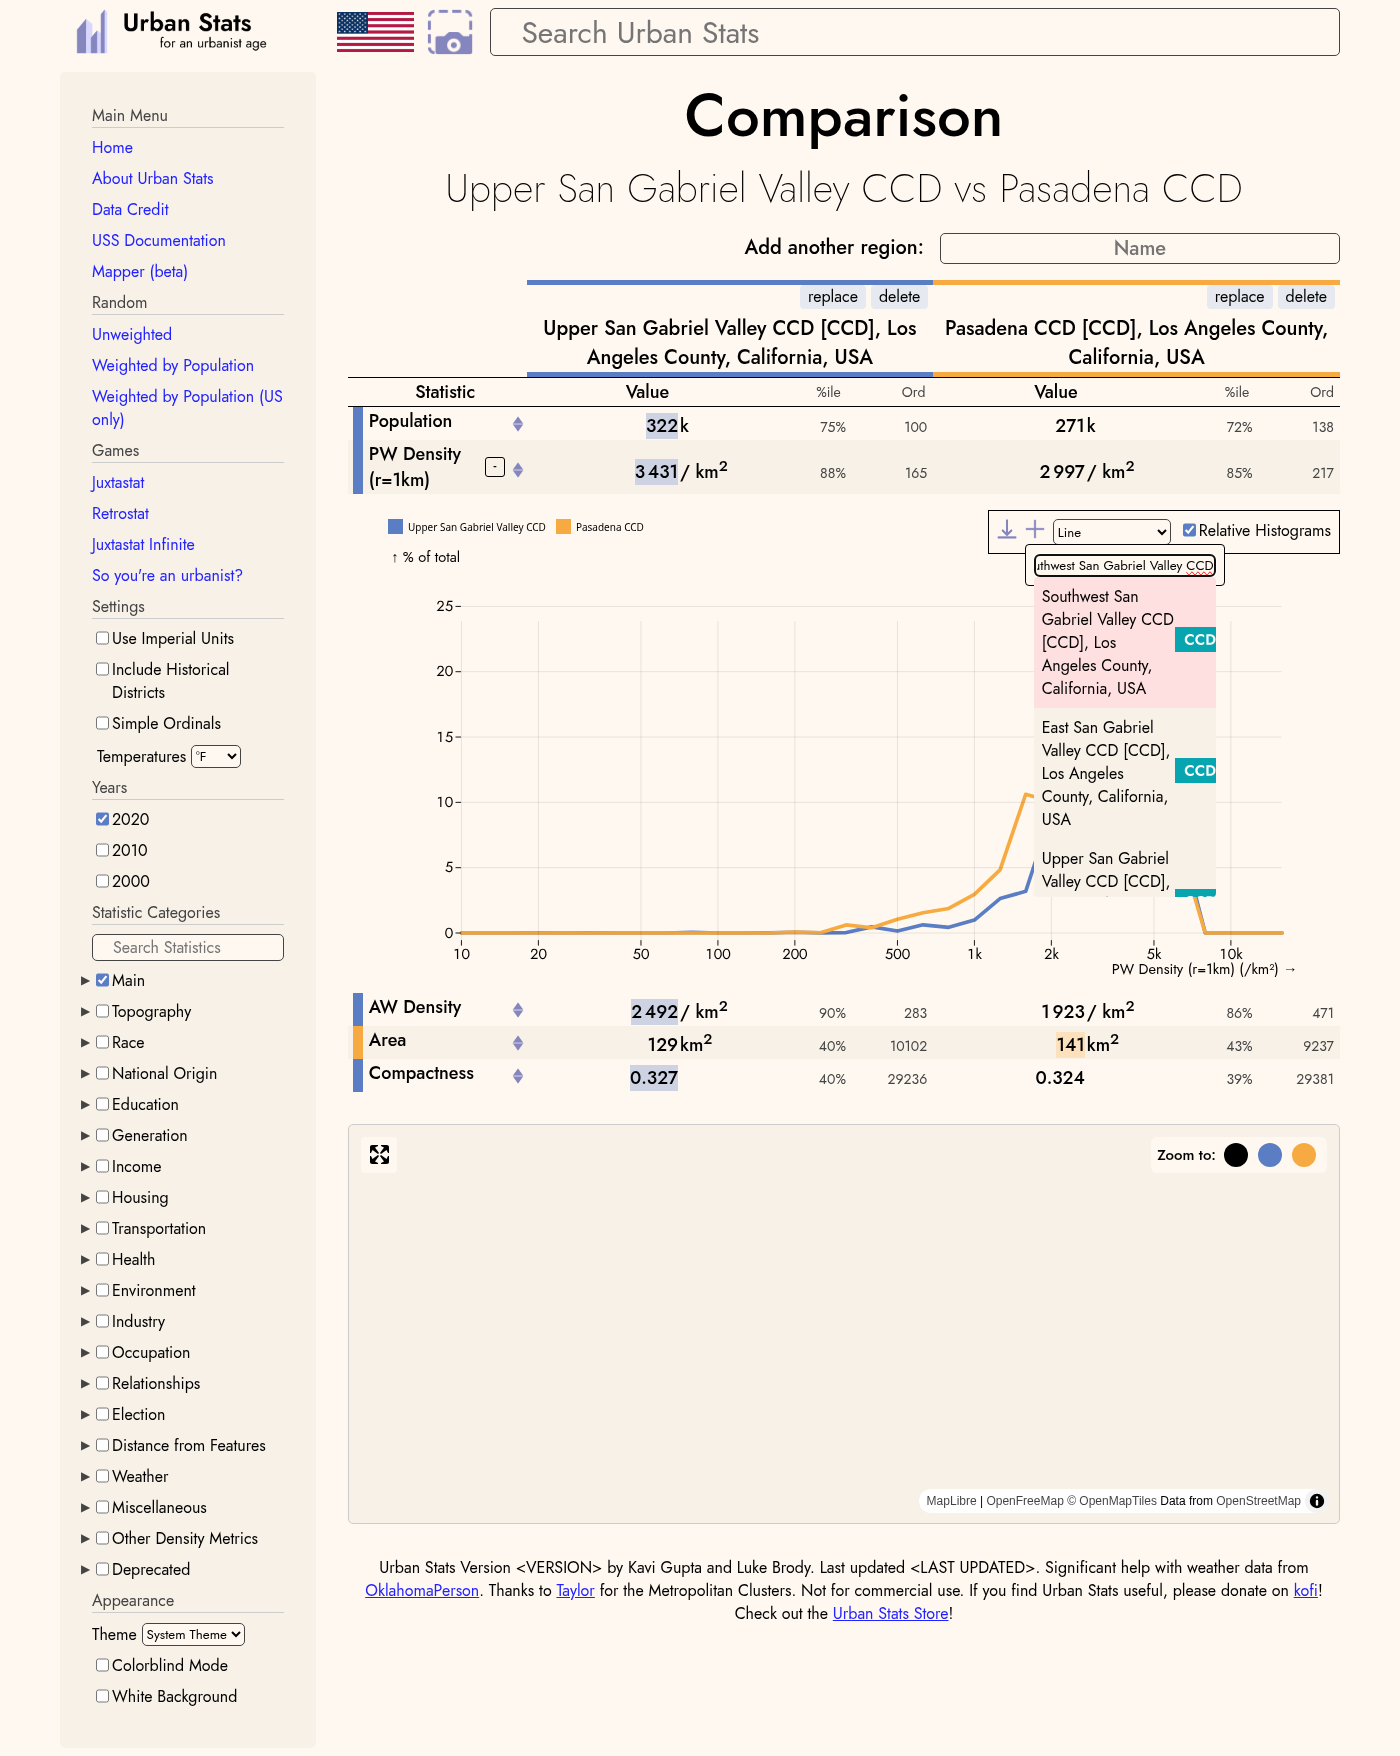 Urban Stats
for an urbanist age
Search Urban Stats
Main Menu
Home
About Urban Stats
Data Credit
USS Documentation
Mapper (beta)
Random
Unweighted
Weighted by Population
Weighted by Population (US
only)
Games
Juxtastat
Retrostat
Juxtastat Infinite
So you're an urbanist?
Settings
Use Imperial Units
Include Historical
Districts
Simple Ordinals
Temperatures °F
Years
2020
2010
2000
Statistic Categories
Search Statistics
Main
Topography
Race
National Origin
Education
Generation
Income
Housing
Transportation
Health
Environment
Industry
Occupation
Relationships
Election
Distance from Features
Weather
Miscellaneous
Other Density Metrics
Deprecated
Appearance
Theme System Theme
Colorblind Mode
White Background
Comparison
Upper San Gabriel Valley CCD vs Pasadena CCD
Add another region: Name
replace delete replace delete
Upper San Gabriel Valley CCD [CCD], Los
Angeles County, California, USA
Pasadena CCD [CCD], Los Angeles County,
California, USA
Statistic Value %ile Ord Value %ile Ord
Population 322k 75% 100 271k 72% 138
PW Density
(r=1km) - 3 431/ km² 88% 165 2 997/ km² 85% 217
Upper San Gabriel Valley CCD Pasadena CCD
Line Relative Histograms
↑ % of total
thwest San Gabriel Valley CCD
Southwest San
Gabriel Valley CCD
[CCD], Los
Angeles County,
California, USA
CCD
East San Gabriel
Valley CCD [CCD],
Los Angeles
County, California,
USA
CCD
Upper San Gabriel
Valley CCD [CCD],
25
20
15
10
5
0
10 20 50 100 200 500 1k 2k 5k 10k
PW Density (r=1km) (/km²) →
AW Density 2 492/ km² 90% 283 1 923/ km² 86% 471
Area 129km² 40% 10102 141km² 43% 9237
Compactness 0.327 40% 29236 0.324 39% 29381
Zoom to:
MapLibre | OpenFreeMap © OpenMapTiles Data from OpenStreetMap
Urban Stats Version <VERSION> by Kavi Gupta and Luke Brody. Last updated <LAST UPDATED>. Significant help with weather data from
OklahomaPerson. Thanks to Taylor for the Metropolitan Clusters. Not for commercial use. If you find Urban Stats useful, please donate on kofi!
Check out the Urban Stats Store!